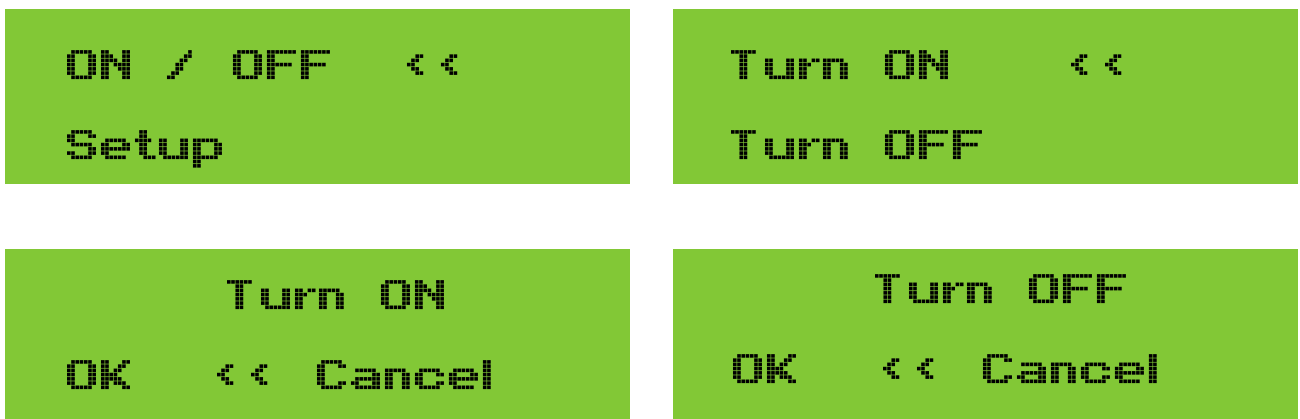 ON / OFF <<
Setup
Turn ON <<
Turn OFF
Turn ON
OK << Cancel
Turn OFF
OK << Cancel